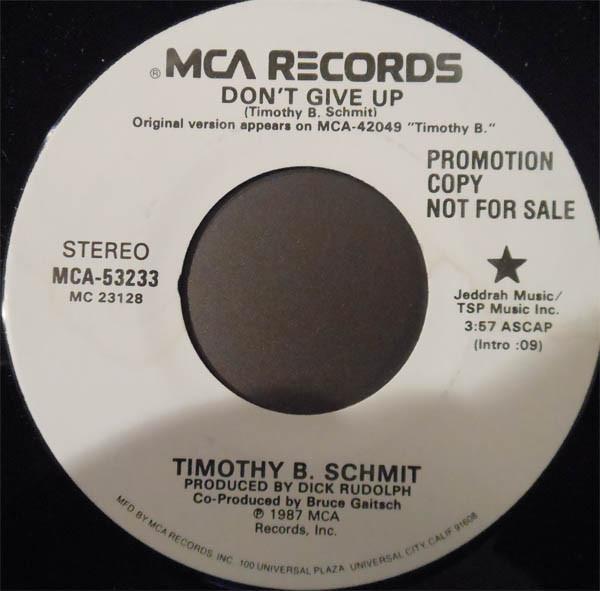 ® MCA RECORDS
DON'T GIVE UP
(Timothy B. Schmit)
Original version appears on MCA-42049 "Timothy B."
PROMOTION
COPY
NOT FOR SALE
STEREO
MCA-53233
MC 23128
Jeddrah Music/
TSP Music Inc.
3:57 ASCAP
(Intro :09)
TIMOTHY B. SCHMIT
PRODUCED BY DICK RUDOLPH
Co-Produced by Bruce Gaitsch
℗ 1987 MCA
Records, Inc.
MFD BY MCA RECORDS INC. 100 UNIVERSAL PLAZA UNIVERSAL CITY, CALIF 91608